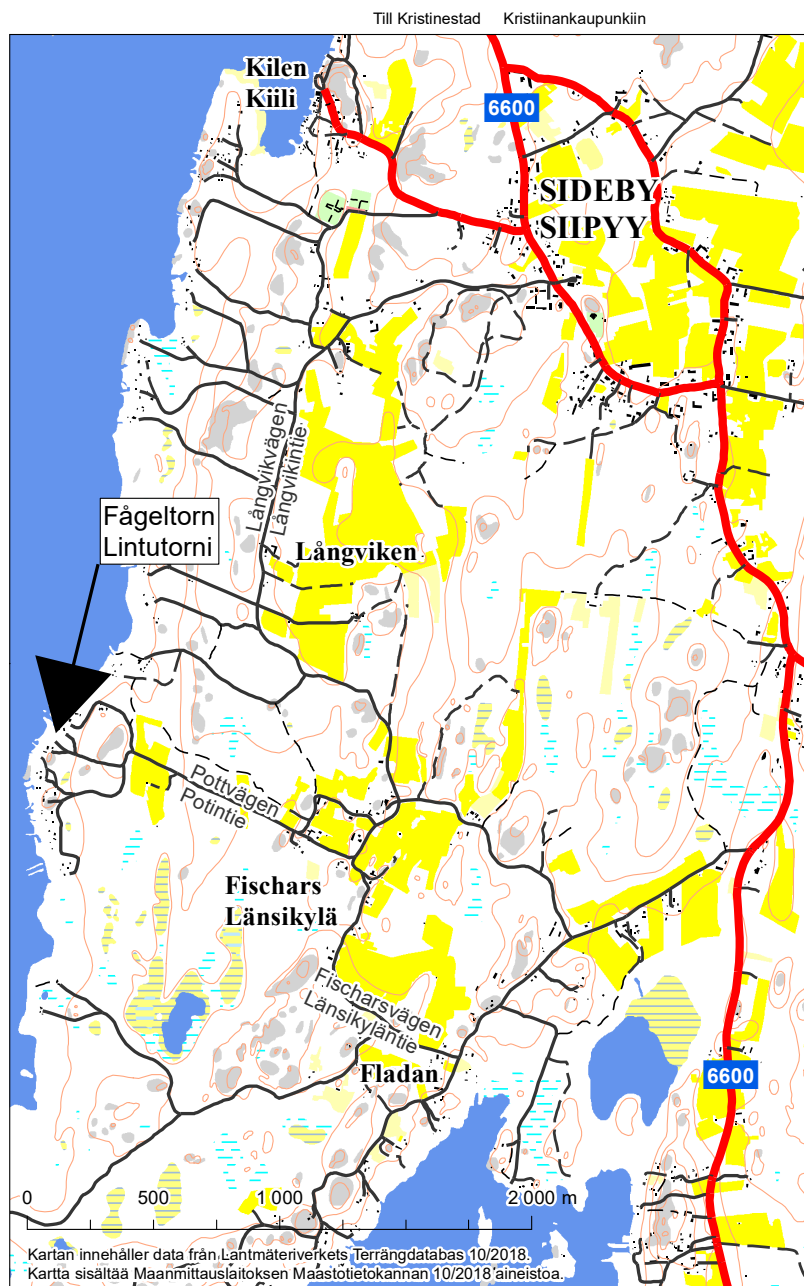 Till Kristinestad Kristiinankaupunkiin
Kilen
Kiili
6600
SIDEBY
SIIPYY
Långvikvägen
Långvikintie
Fågeltorn
Lintutorni
Långviken
Pottvägen
Potintie
Fischars
Länsikylä
Fischarsvägen
Länsikyläntie
Fladan
6600
0 500 1 000 2 000 m
Kartan innehåller data från Lantmäteriverkets Terrängdatabas 10/2018.
Kartta sisältää Maanmittauslaitoksen Maastotietokannan 10/2018 aineistoa.